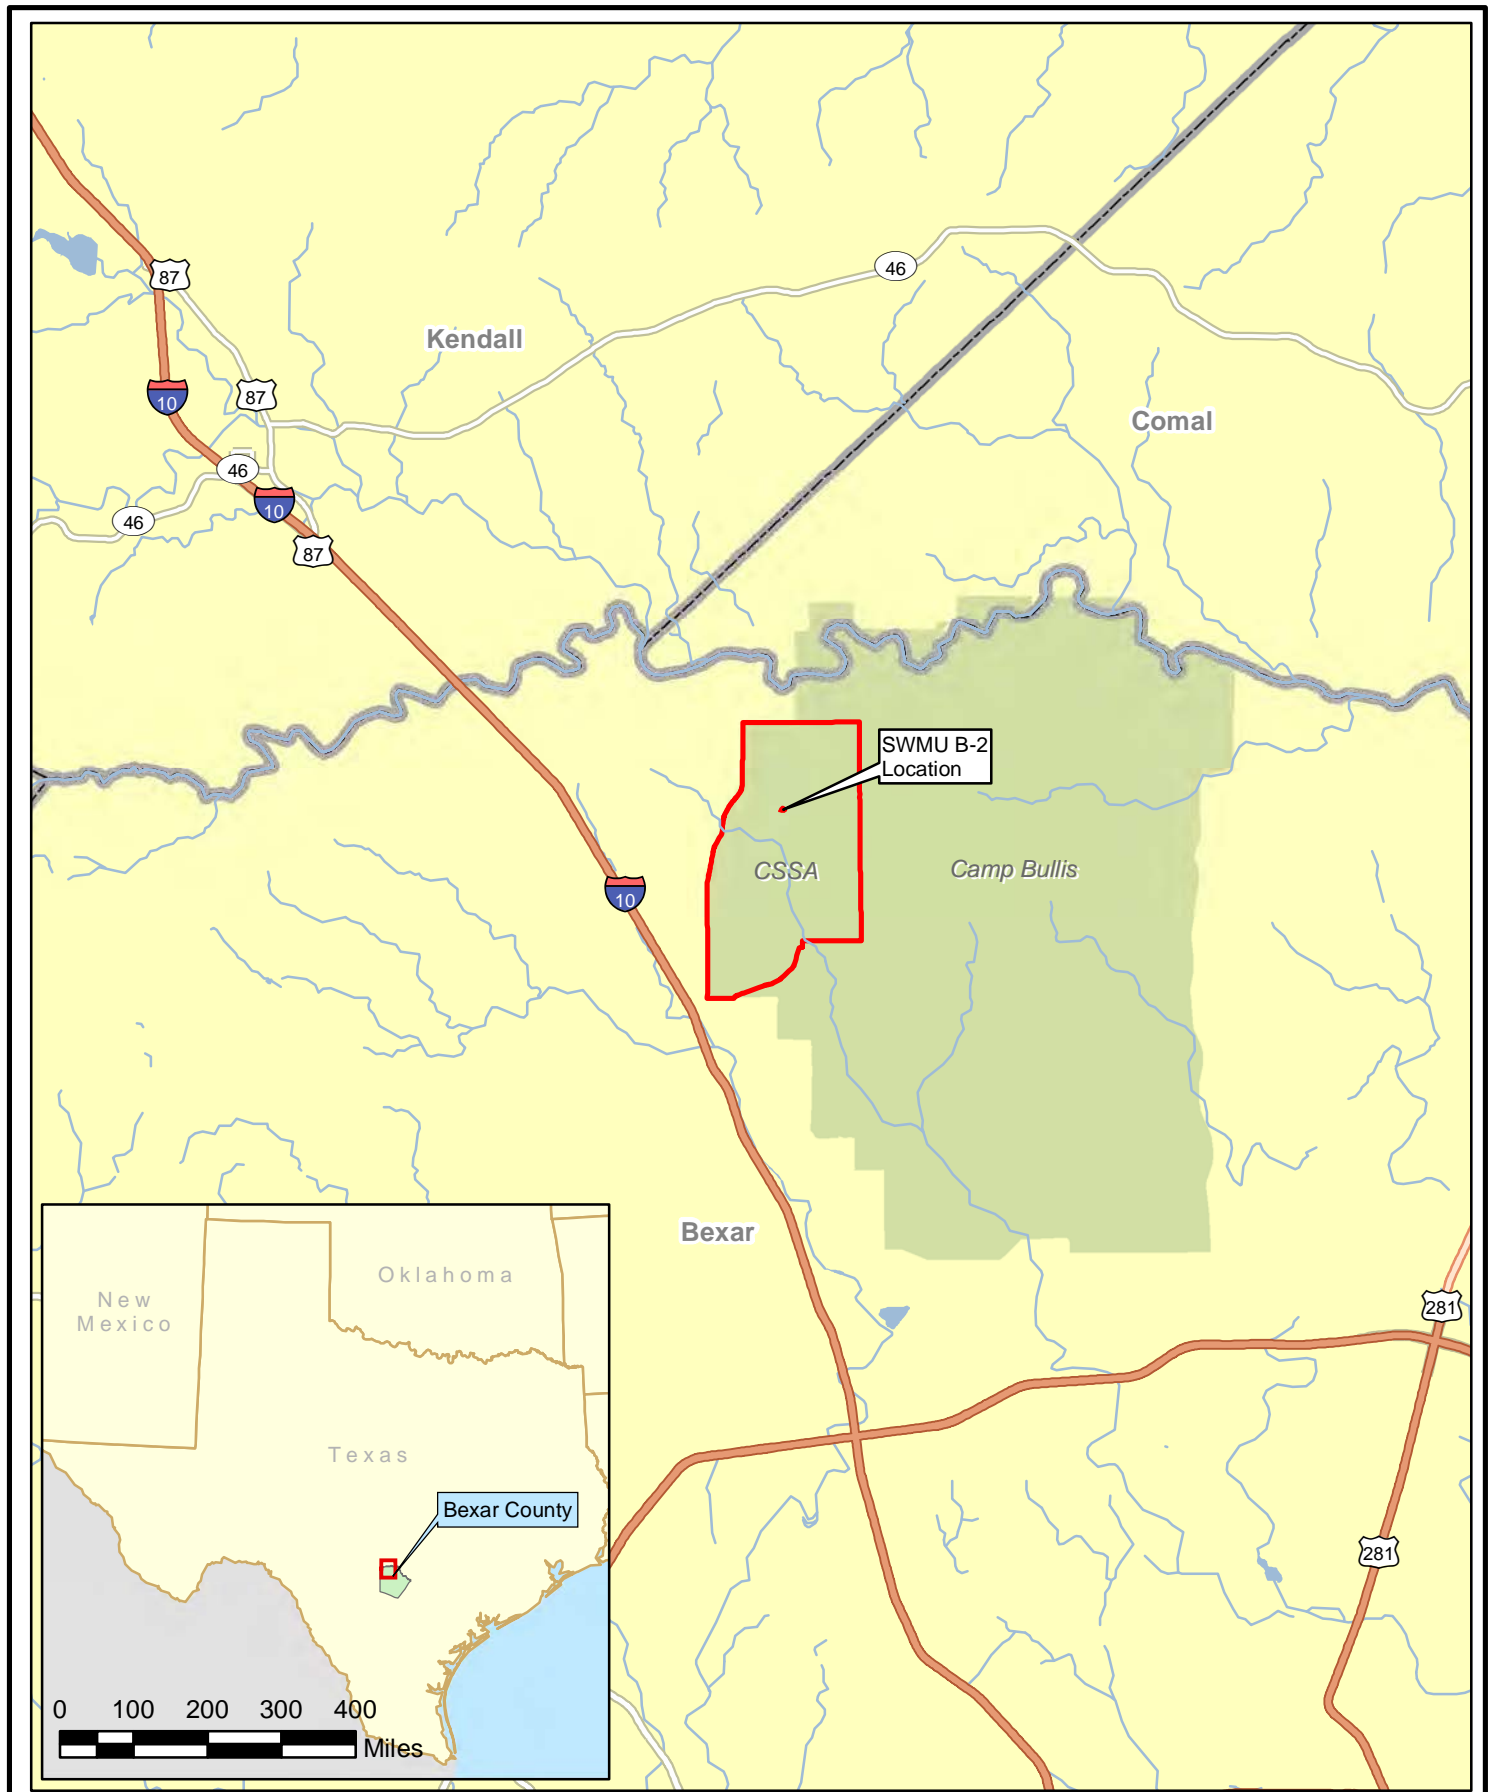 87
46
Kendall
10
87
Comal
46
10
46
87
SWMU B-2
Location
CSSA
Camp Bullis
10
Bexar
281
281
New
Mexico
Oklahoma
Texas
Bexar County
0 100 200 300 400
Miles